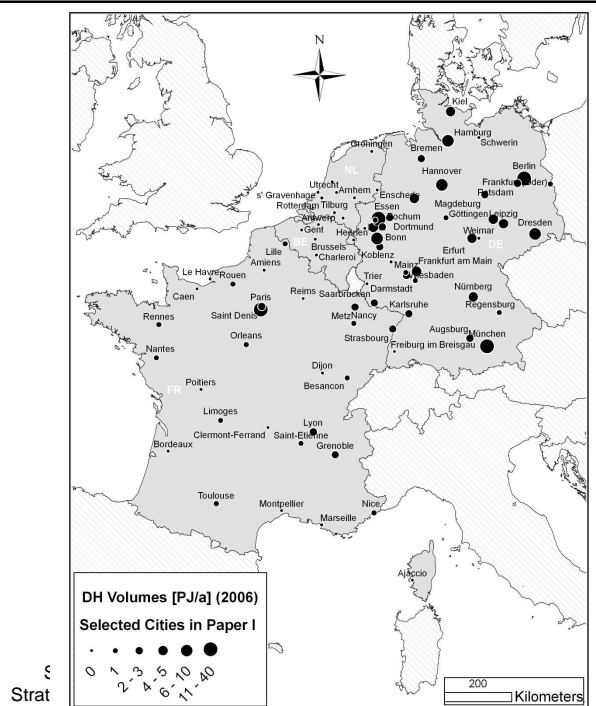 N
Kiel
Hamburg
Schwerin
Groningen
Bremen
NL
Berlin
Hannover
Frankfurt (Oder)
Utrecht
Arnhem
Enschede
Potsdam
s' Gravenhage
Magdeburg
Rotterdam
Tilburg
Essen
Bochum
Göttingen
Leipzig
Antwerp
Dortmund
Dresden
Gent
Heerlen
Weimar
Lille
BE
Brussels
Bonn
Erfurt
DE
Charleroi
Koblenz
Frankfurt am Main
Amiens
Mainz
Le Havre
Trier
Wiesbaden
Rouen
Darmstadt
Caen
Reims
Saarbrücken
Nürnberg
Paris
Karlsruhe
Regensburg
Saint Denis
Metz
Nancy
Rennes
Augsburg
Strasbourg
München
Orleans
Freiburg im Breisgau
Nantes
Dijon
Besancon
Poitiers
FR
Limoges
Lyon
Clermont-Ferrand
Saint-Etienne
Grenoble
Bordeaux
Toulouse
Montpellier
Nice
Marseille
Ajaccio
DH Volumes [PJ/a] (2006)
Selected Cities in Paper I
0
1
2 - 3
4 - 5
6 - 10
11 - 40
200
Kilometers
Strat